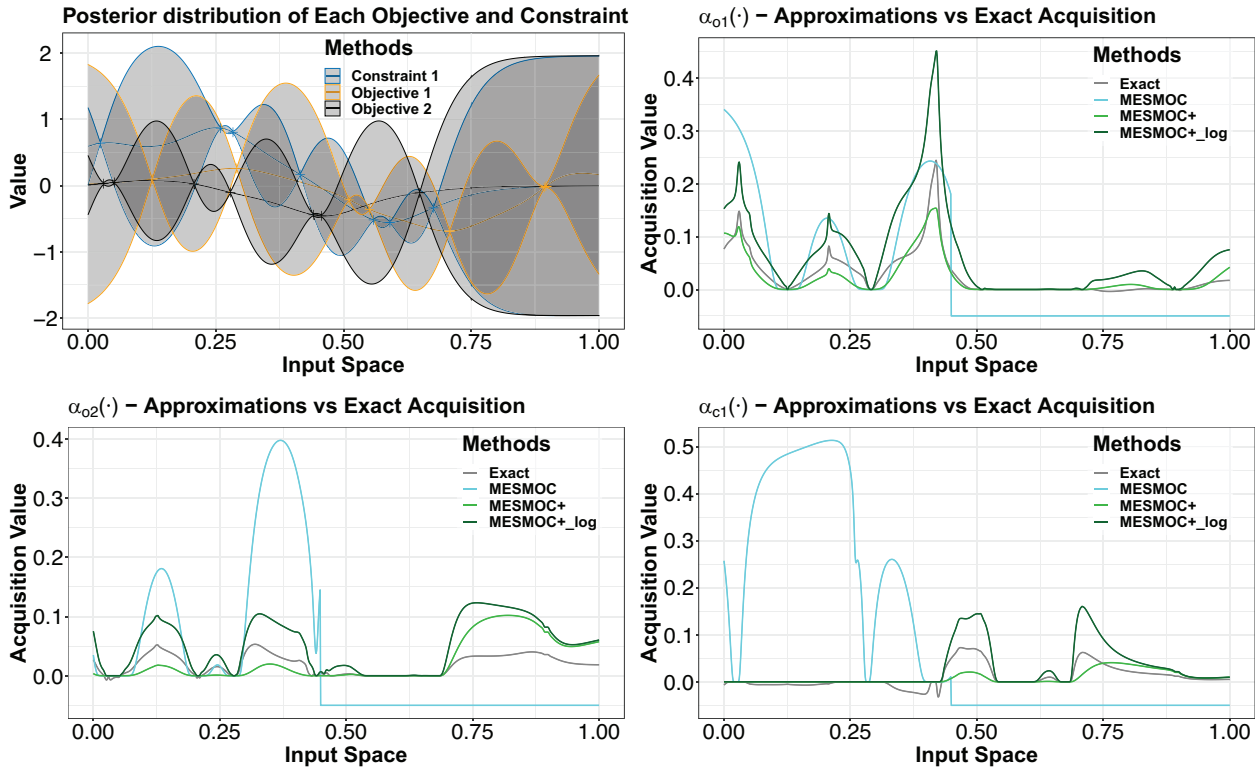 Posterior distribution of Each Objective and Constraint
Methods
Constraint 1
Objective 1
Objective 2
Value
2
1
0
−1
−2
0.00 0.25 0.50 0.75 1.00
Input Space
αo1(·) − Approximations vs Exact Acquisition
Methods
Exact
MESMOC
MESMOC+
MESMOC+_log
Acquisition Value
0.4
0.3
0.2
0.1
0.0
0.00 0.25 0.50 0.75 1.00
Input Space
αo2(·) − Approximations vs Exact Acquisition
Methods
Exact
MESMOC
MESMOC+
MESMOC+_log
Acquisition Value
0.4
0.3
0.2
0.1
0.0
0.00 0.25 0.50 0.75 1.00
Input Space
αc1(·) − Approximations vs Exact Acquisition
Methods
Exact
MESMOC
MESMOC+
MESMOC+_log
Acquisition Value
0.5
0.4
0.3
0.2
0.1
0.0
0.00 0.25 0.50 0.75 1.00
Input Space